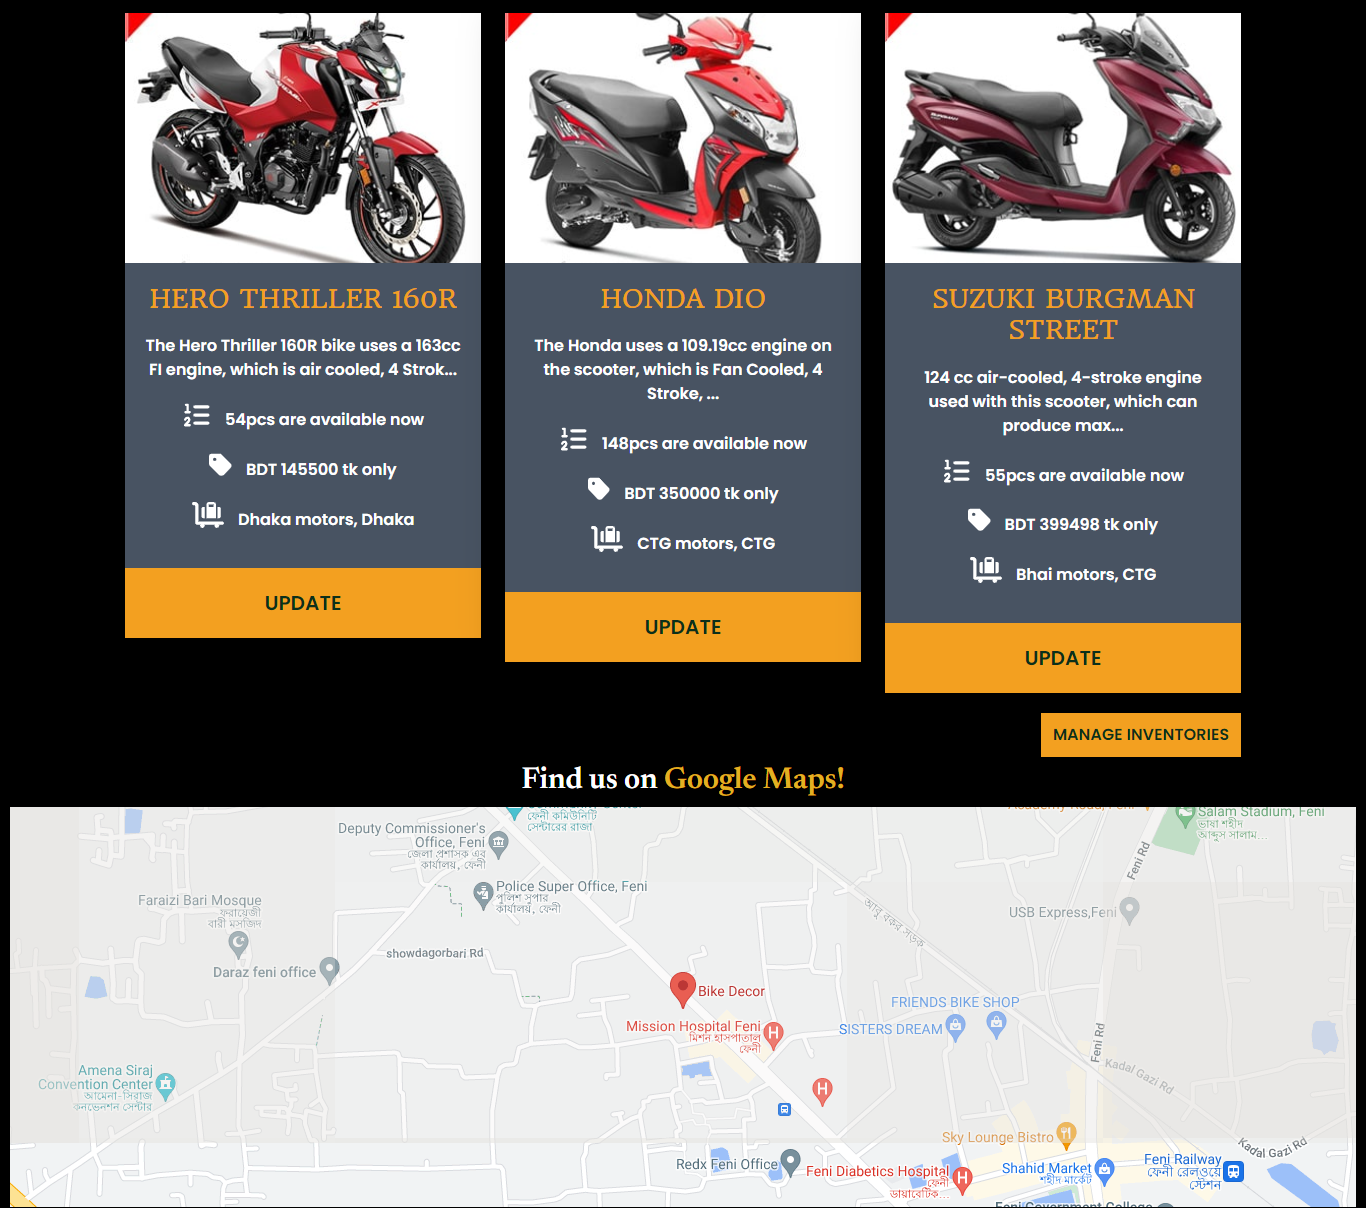 HERO THRILLER 160R
The Hero Thriller 160R bike uses a 163cc
FI engine, which is air cooled, 4 Strok...
54pcs are available now
BDT 145500 tk only
Dhaka motors, Dhaka
UPDATE
HONDA DIO
The Honda uses a 109.19cc engine on
the scooter, which is Fan Cooled, 4
Stroke, ...
148pcs are available now
BDT 350000 tk only
CTG motors, CTG
UPDATE
SUZUKI BURGMAN
STREET
124 cc air-cooled, 4-stroke engine
used with this scooter, which can
produce max...
55pcs are available now
BDT 399498 tk only
Bhai motors, CTG
UPDATE
MANAGE INVENTORIES
Find us on Google Maps!
ফেনী কমিউনিটি
সেন্টারের রাজা
Academy Road, Feni
Salam Stadium, Feni
ভাষা শহীদ
আব্দুস সালাম...
Deputy Commissioner's
Office, Feni
জেলা প্রশাসক এর
কার্যালয়, ফেনী
Feni Rd
Police Super Office, Feni
পুলিশ সুপার
কার্যালয়, ফেনী
Faraizi Bari Mosque
ফরায়েজী
বারী মসজিদ
USB Express,Feni
আবু বকর সড়ক
showdagorbari Rd
Daraz feni office
Bike Decor
FRIENDS BIKE SHOP
SISTERS DREAM
Mission Hospital Feni
মিশন হাসপাতাল
ফেনী
Feni Rd
Kadal Gazi Rd
Amena Siraj
Convention Center
আমেনা-সিরাজ
কনভেনশন সেন্টার
Sky Lounge Bistro
Kadal Gazi Rd
Redx Feni Office
Feni Diabetics Hospital
ফেনী
ডায়াবেটিক...
Shahid Market
শহীদ মার্কেট
Feni Railway
ফেনী রেলওয়ে
স্টেশন
Feni Government College